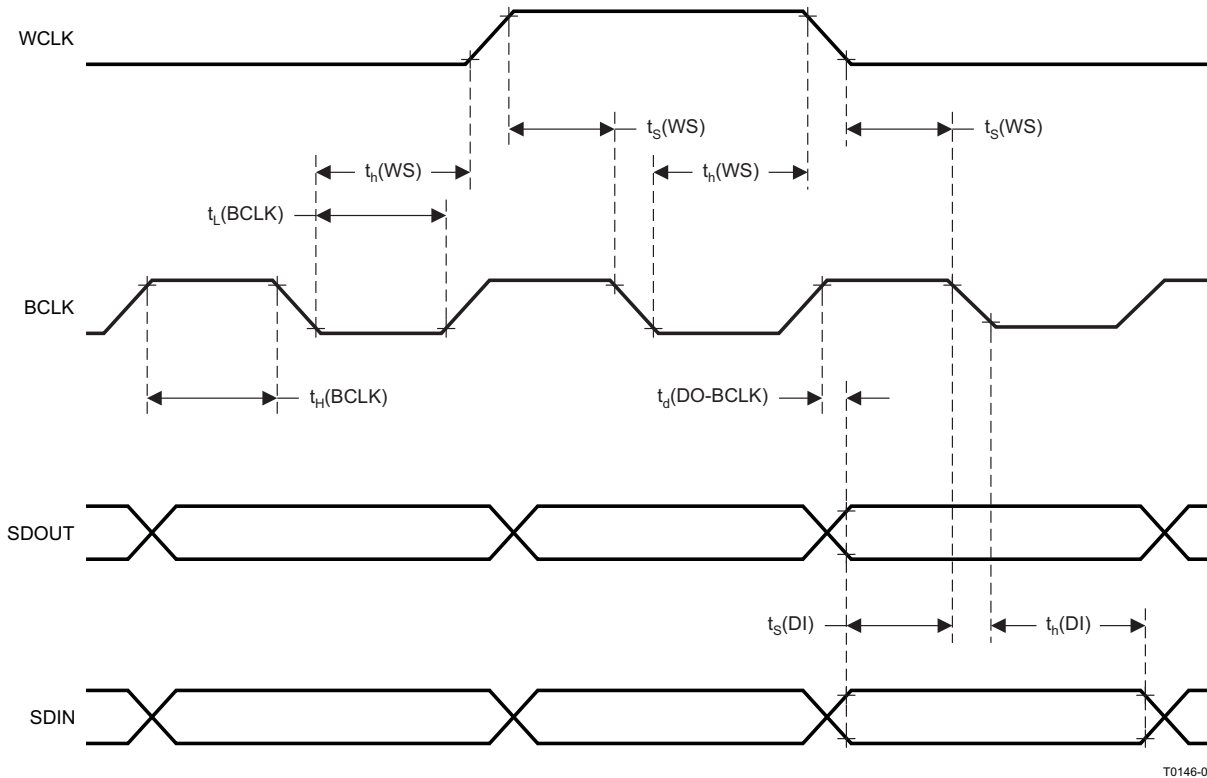 WCLK
tS(WS)
tS(WS)
th(WS)
th(WS)
tL(BCLK)
BCLK
tH(BCLK)
td(DO-BCLK)
SDOUT
tS(DI)
th(DI)
SDIN
T0146-0